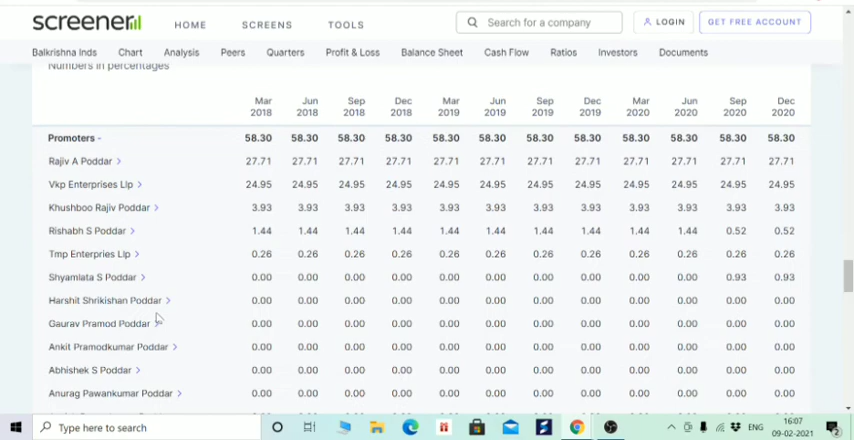 screener
HOME SCREENS TOOLS Search for a company LOGIN GET FREE ACCOUNT
Balkrishna Inds Chart Analysis Peers Quarters Profit & Loss Balance Sheet Cash Flow Ratios Investors Documents
Numbers in percentages
Mar 2018 Jun 2018 Sep 2018 Dec 2018 Mar 2019 Jun 2019 Sep 2019 Dec 2019 Mar 2020 Jun 2020 Sep 2020 Dec 2020
Promoters - 58.30 58.30 58.30 58.30 58.30 58.30 58.30 58.30 58.30 58.30 58.30 58.30
Rajiv A Poddar 27.71 27.71 27.71 27.71 27.71 27.71 27.71 27.71 27.71 27.71 27.71 27.71
Vkp Enterprises Llp 24.95 24.95 24.95 24.95 24.95 24.95 24.95 24.95 24.95 24.95 24.95 24.95
Khushboo Rajiv Poddar 3.93 3.93 3.93 3.93 3.93 3.93 3.93 3.93 3.93 3.93 3.93 3.93
Rishabh S Poddar 1.44 1.44 1.44 1.44 1.44 1.44 1.44 1.44 1.44 1.44 0.52 0.52
Tmp Enterpries Llp 0.26 0.26 0.26 0.26 0.26 0.26 0.26 0.26 0.26 0.26 0.26 0.26
Shyamlata S Poddar 0.00 0.00 0.00 0.00 0.00 0.00 0.00 0.00 0.00 0.00 0.93 0.93
Harshit Shrikishan Poddar 0.00 0.00 0.00 0.00 0.00 0.00 0.00 0.00 0.00 0.00 0.00 0.00
Gaurav Pramod Poddar 0.00 0.00 0.00 0.00 0.00 0.00 0.00 0.00 0.00 0.00 0.00 0.00
Ankit Pramodkumar Poddar 0.00 0.00 0.00 0.00 0.00 0.00 0.00 0.00 0.00 0.00 0.00 0.00
Abhishek S Poddar 0.00 0.00 0.00 0.00 0.00 0.00 0.00 0.00 0.00 0.00 0.00 0.00
Anurag Pawankumar Poddar 0.00 0.00 0.00 0.00 0.00 0.00 0.00 0.00 0.00 0.00 0.00 0.00
Type here to search ENG 16:07
09-02-2021 2